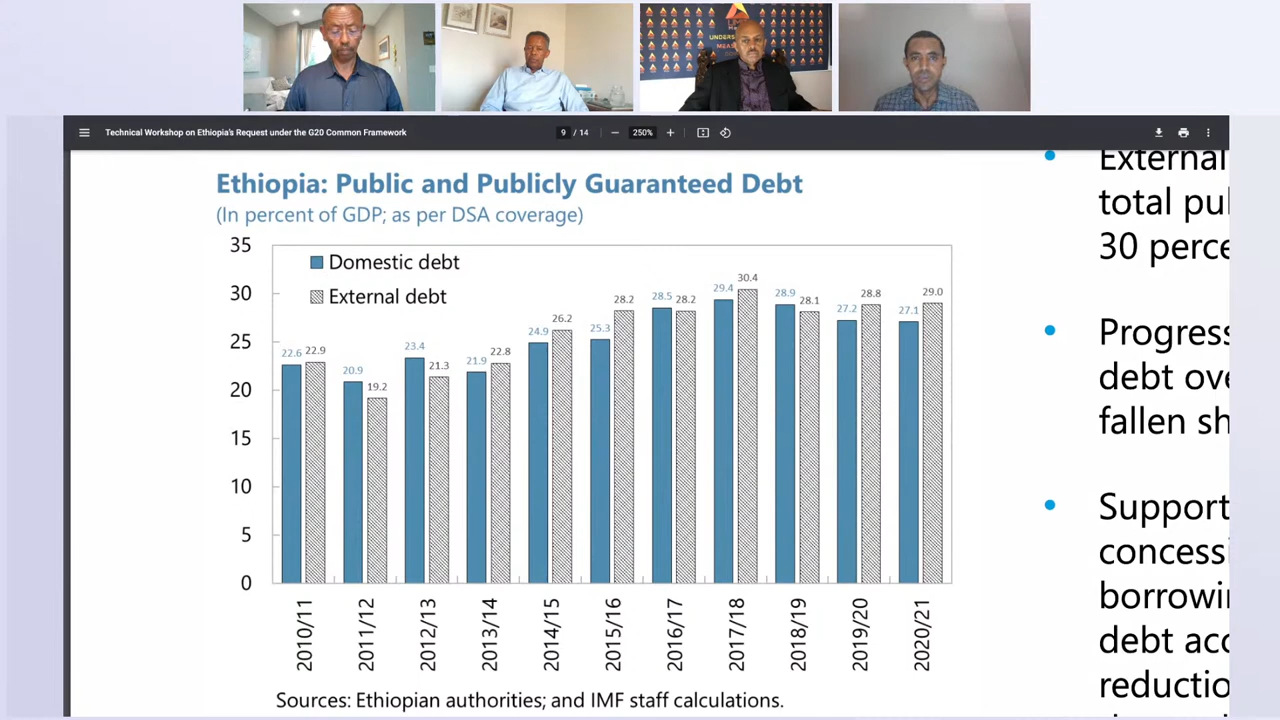 UNDERS
MEASU
Technical Workshop on Ethiopia's Request under the G20 Common Framework
9 / 14
250%
Ethiopia: Public and Publicly Guaranteed Debt
(In percent of GDP; as per DSA coverage)
35
30
25
20
15
10
5
0
Domestic debt
External debt
22.6 22.9
20.9 19.2
23.4 21.3
21.9 22.8
24.9 26.2
25.3 28.2
28.5 28.2
29.4 30.4
28.9 28.1
27.2 28.8
27.1 29.0
2010/11
2011/12
2012/13
2013/14
2014/15
2015/16
2016/17
2017/18
2018/19
2019/20
2020/21
Sources: Ethiopian authorities; and IMF staff calculations.
External
total pu
30 perce
Progress
debt ove
fallen sh
Support
concessi
borrowi
debt acc
reductio